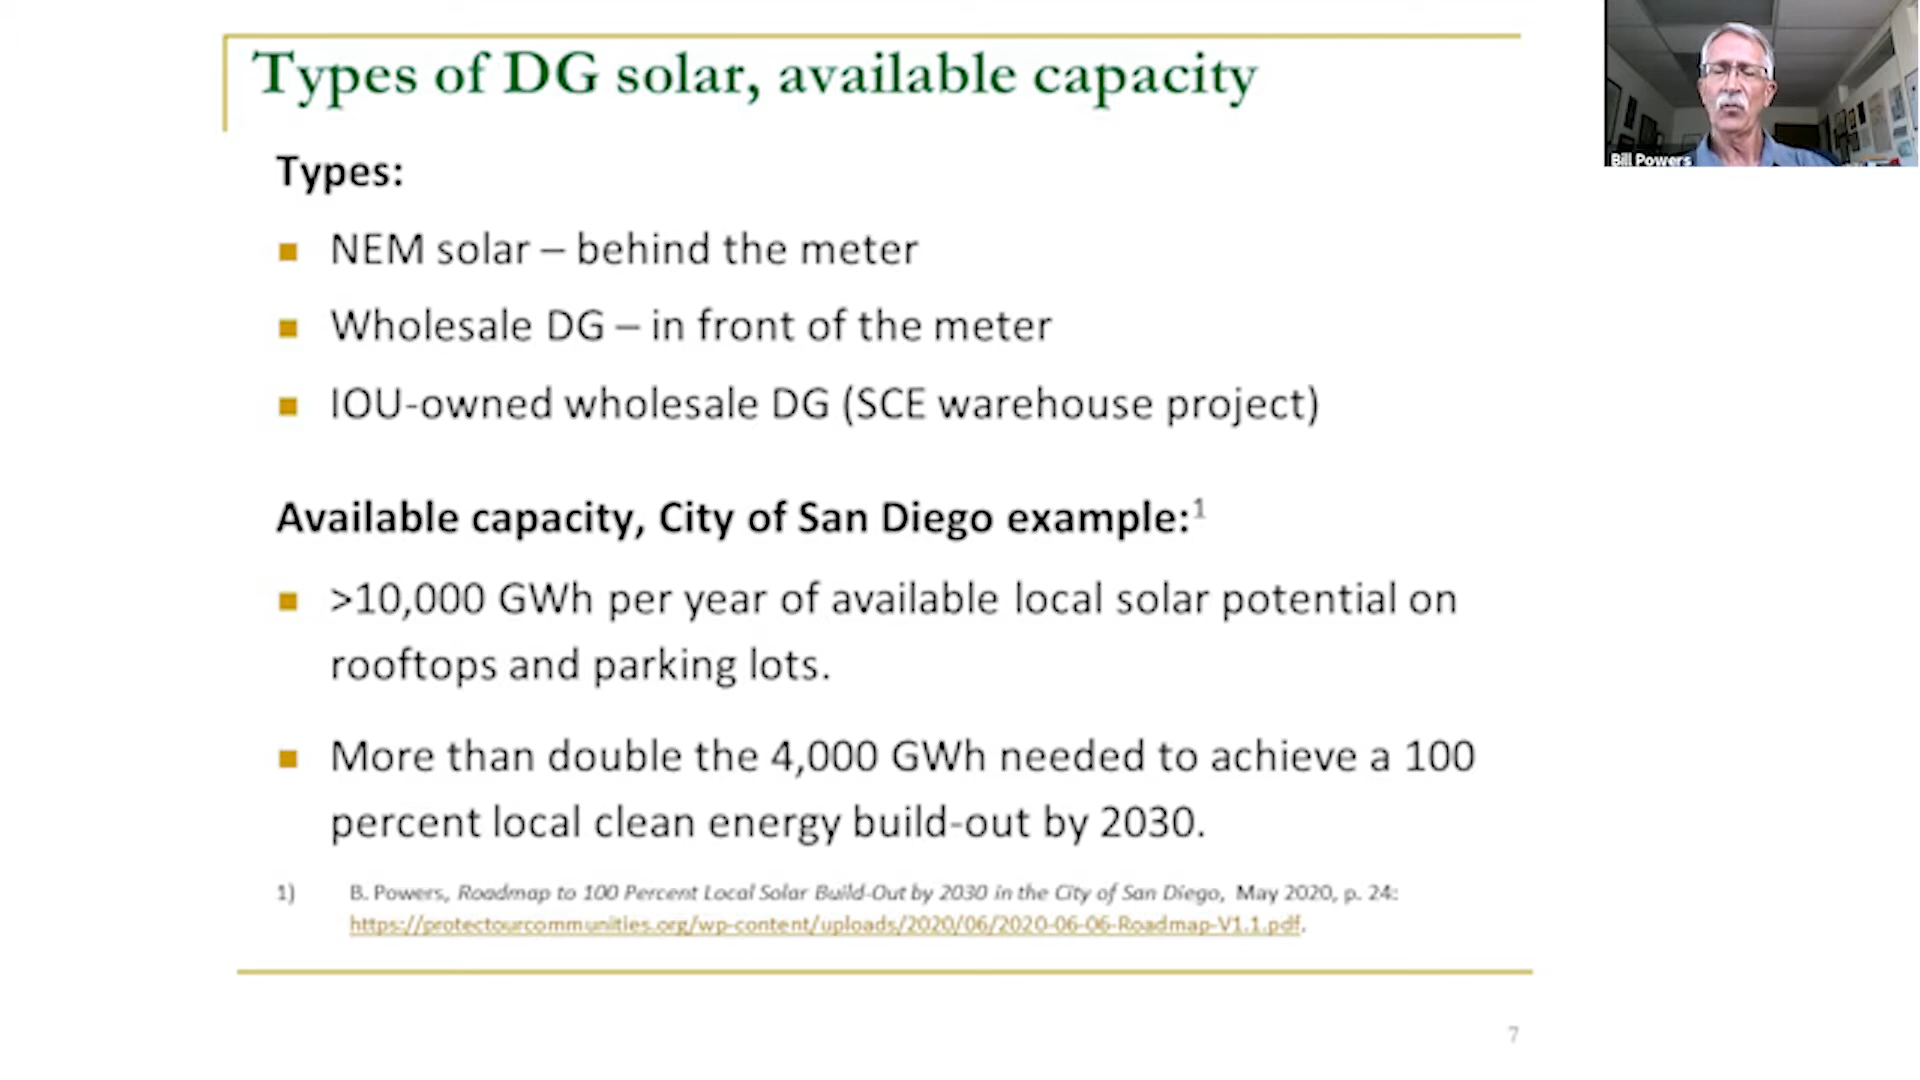 Types of DG solar, available capacity
Bill Powers
Types:
NEM solar – behind the meter
Wholesale DG – in front of the meter
IOU-owned wholesale DG (SCE warehouse project)
Available capacity, City of San Diego example:1
>10,000 GWh per year of available local solar potential on
rooftops and parking lots.
More than double the 4,000 GWh needed to achieve a 100
percent local clean energy build-out by 2030.
1) B. Powers, Roadmap to 100 Percent Local Solar Build-Out by 2030 in the City of San Diego, May 2020, p. 24:
https://protectourcommunities.org/wp-content/uploads/2020/06/2020-06-06-Roadmap-V1.1.pdf.
7